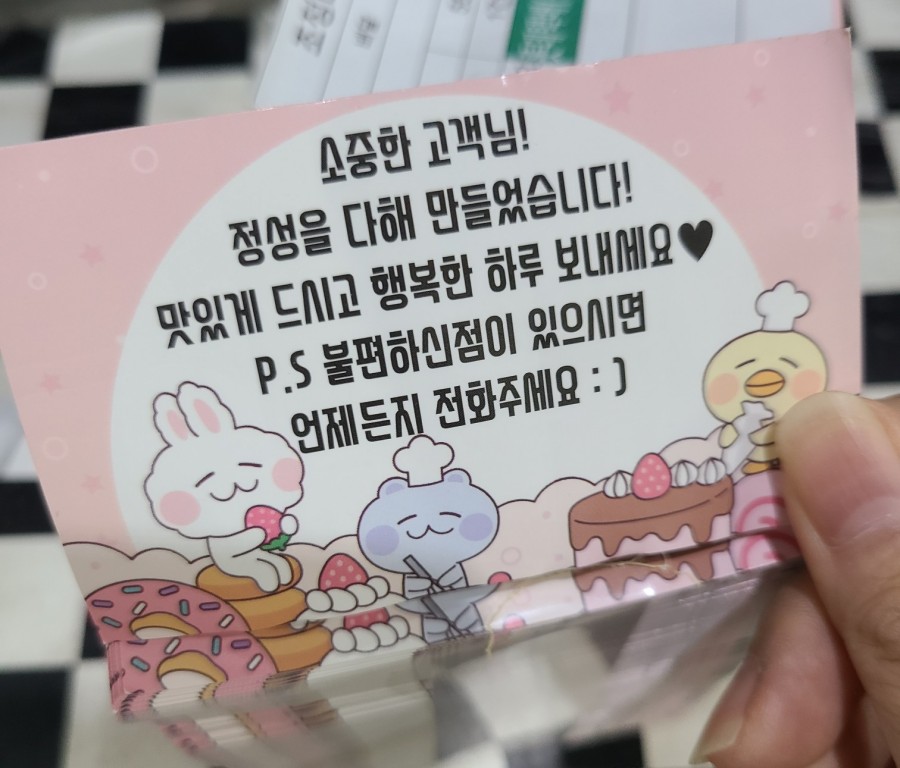 소중한 고객님!
정성을 다해 만들었습니다!
맛있게 드시고 행복한 하루 보내세요♥
P.S 불편하신점이 있으시면
언제든지 전화주세요 : )